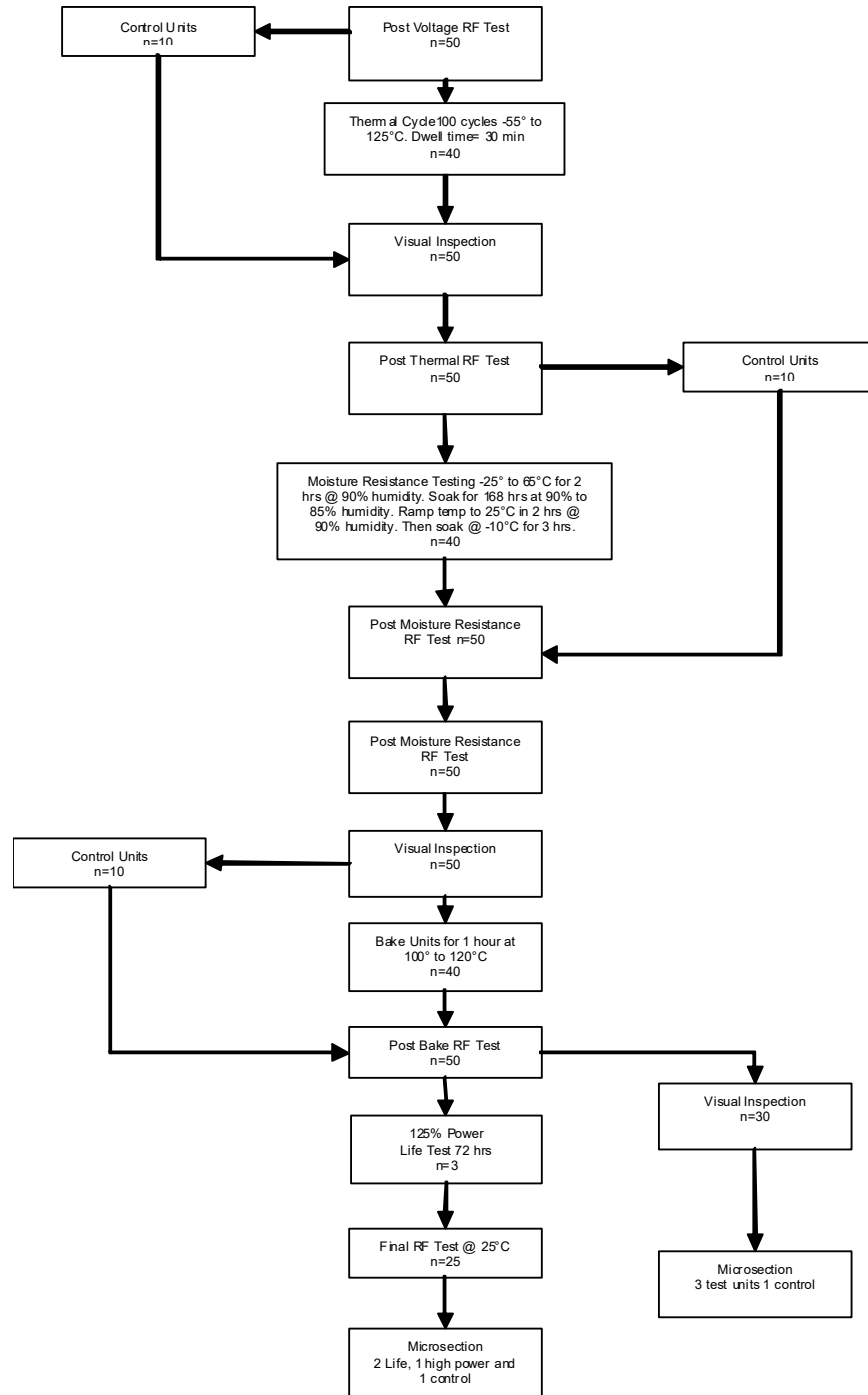 Control Units
n=10
Post Voltage RF Test
n=50
Thermal Cycle100 cycles -55° to
125°C. Dwell time= 30 min
n=40
Visual Inspection
n=50
Post Thermal RF Test
n=50
Control Units
n=10
Moisture Resistance Testing -25° to 65°C for 2
hrs @ 90% humidity. Soak for 168 hrs at 90% to
85% humidity. Ramp temp to 25°C in 2 hrs @
90% humidity. Then soak @ -10°C for 3 hrs.
n=40
Post Moisture Resistance
RF Test n=50
Post Moisture Resistance
RF Test
n=50
Visual Inspection
n=50
Control Units
n=10
Bake Units for 1 hour at
100° to 120°C
n=40
Post Bake RF Test
n=50
Visual Inspection
n=30
125% Power
Life Test 72 hrs
n=3
Final RF Test @ 25°C
n=25
Microsection
3 test units 1 control
Microsection
2 Life, 1 high power and
1 control